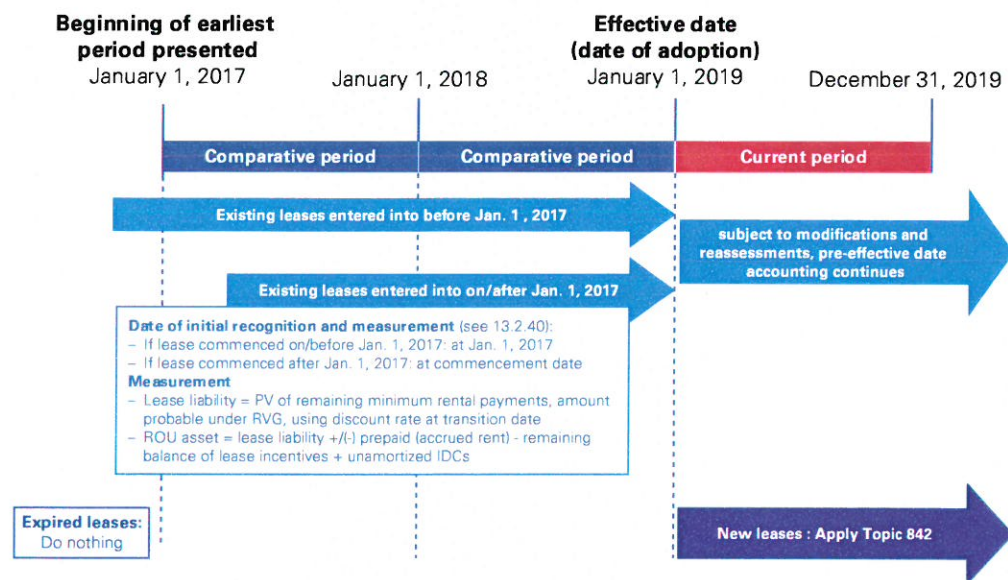 Beginning of earliest
period presented
January 1, 2017
January 1, 2018
Effective date
(date of adoption)
January 1, 2019
December 31, 2019
Comparative period
Comparative period
Current period
Existing leases entered into before Jan. 1 , 2017
subject to modifications and
reassessments, pre-effective date
accounting continues
Existing leases entered into on/after Jan. 1, 2017
Date of initial recognition and measurement (see 13.2.40):
– If lease commenced on/before Jan. 1, 2017: at Jan. 1, 2017
– If lease commenced after Jan. 1, 2017: at commencement date
Measurement
– Lease liability = PV of remaining minimum rental payments, amount
probable under RVG, using discount rate at transition date
– ROU asset = lease liability +/(-) prepaid (accrued rent) - remaining
balance of lease incentives + unamortized IDCs
Expired leases:
Do nothing
New leases : Apply Topic 842